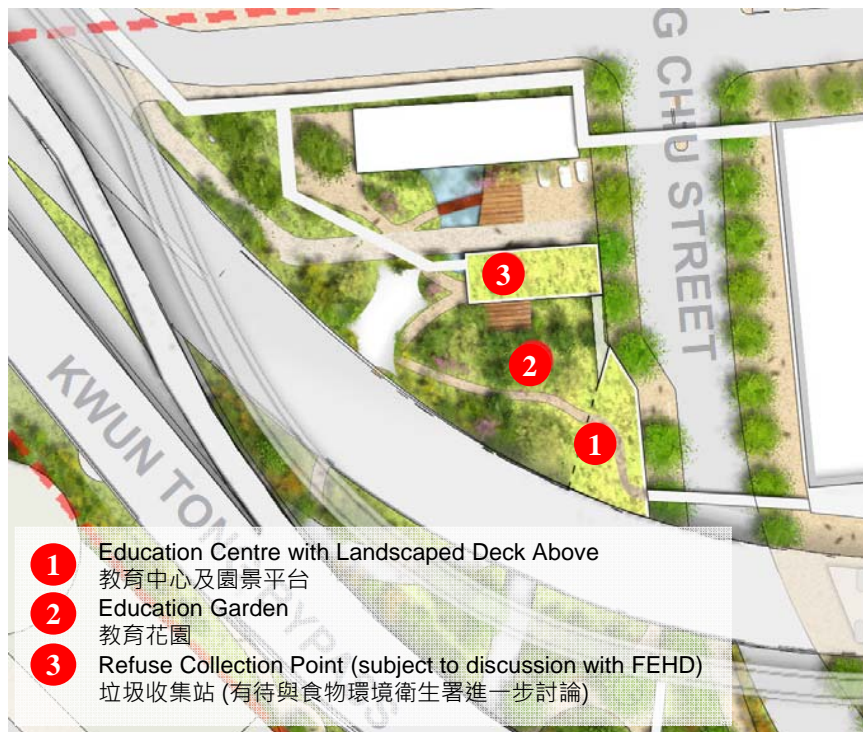 G CHU STREET
3
2
1
KWUN TONG BYPASS
1 Education Centre with Landscaped Deck Above
教育中心及園景平台
2 Education Garden
教育花園
3 Refuse Collection Point (subject to discussion with FEHD)
垃圾收集站 (有待與食物環境衛生署進一步討論)